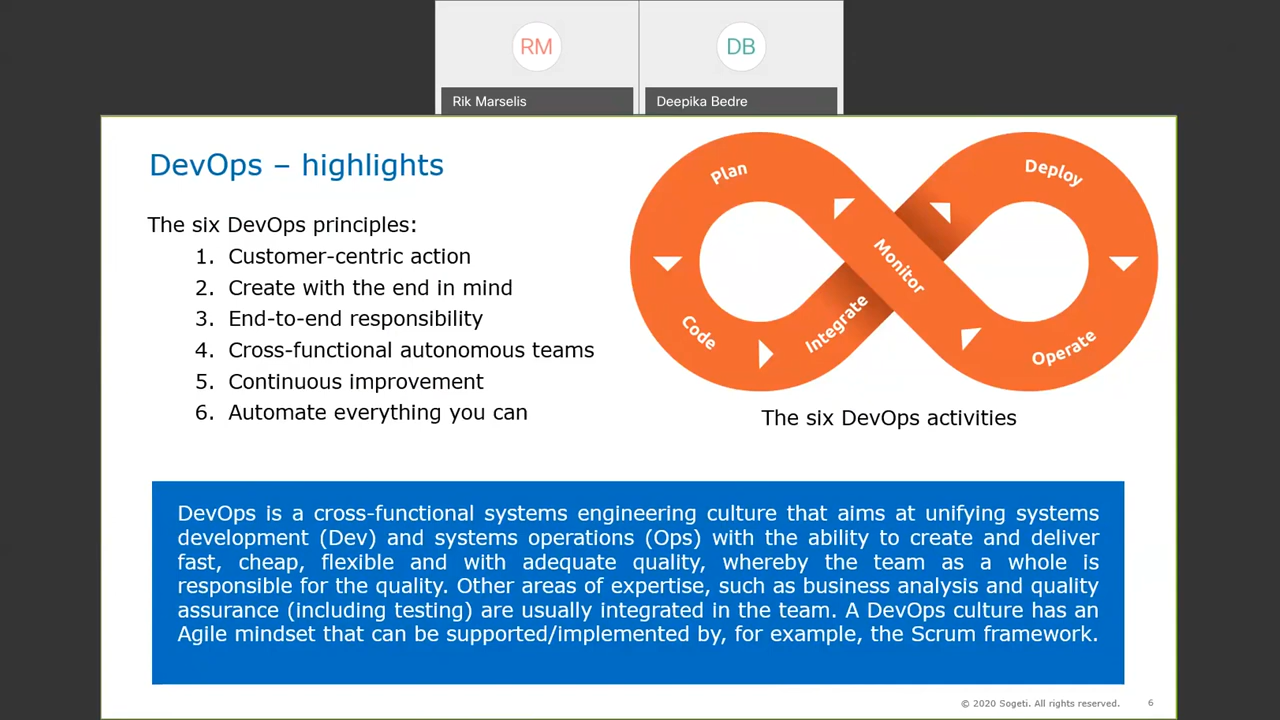 RM
DB
Rik Marselis
Deepika Bedre
DevOps – highlights
The six DevOps principles:
1. Customer-centric action
2. Create with the end in mind
3. End-to-end responsibility
4. Cross-functional autonomous teams
5. Continuous improvement
6. Automate everything you can
Plan
Code
Integrate
Monitor
Deploy
Operate
The six DevOps activities
DevOps is a cross-functional systems engineering culture that aims at unifying systems
development (Dev) and systems operations (Ops) with the ability to create and deliver
fast, cheap, flexible and with adequate quality, whereby the team as a whole is
responsible for the quality. Other areas of expertise, such as business analysis and quality
assurance (including testing) are usually integrated in the team. A DevOps culture has an
Agile mindset that can be supported/implemented by, for example, the Scrum framework.
© 2020 Sogeti. All rights reserved. 6